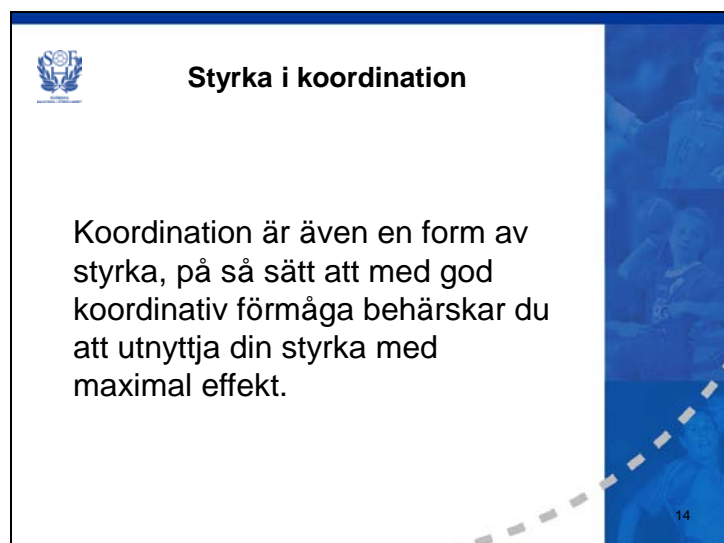 SOF
Styrka i koordination
Koordination är även en form av
styrka, på så sätt att med god
koordinativ förmåga behärskar du
att utnyttja din styrka med
maximal effekt.
14